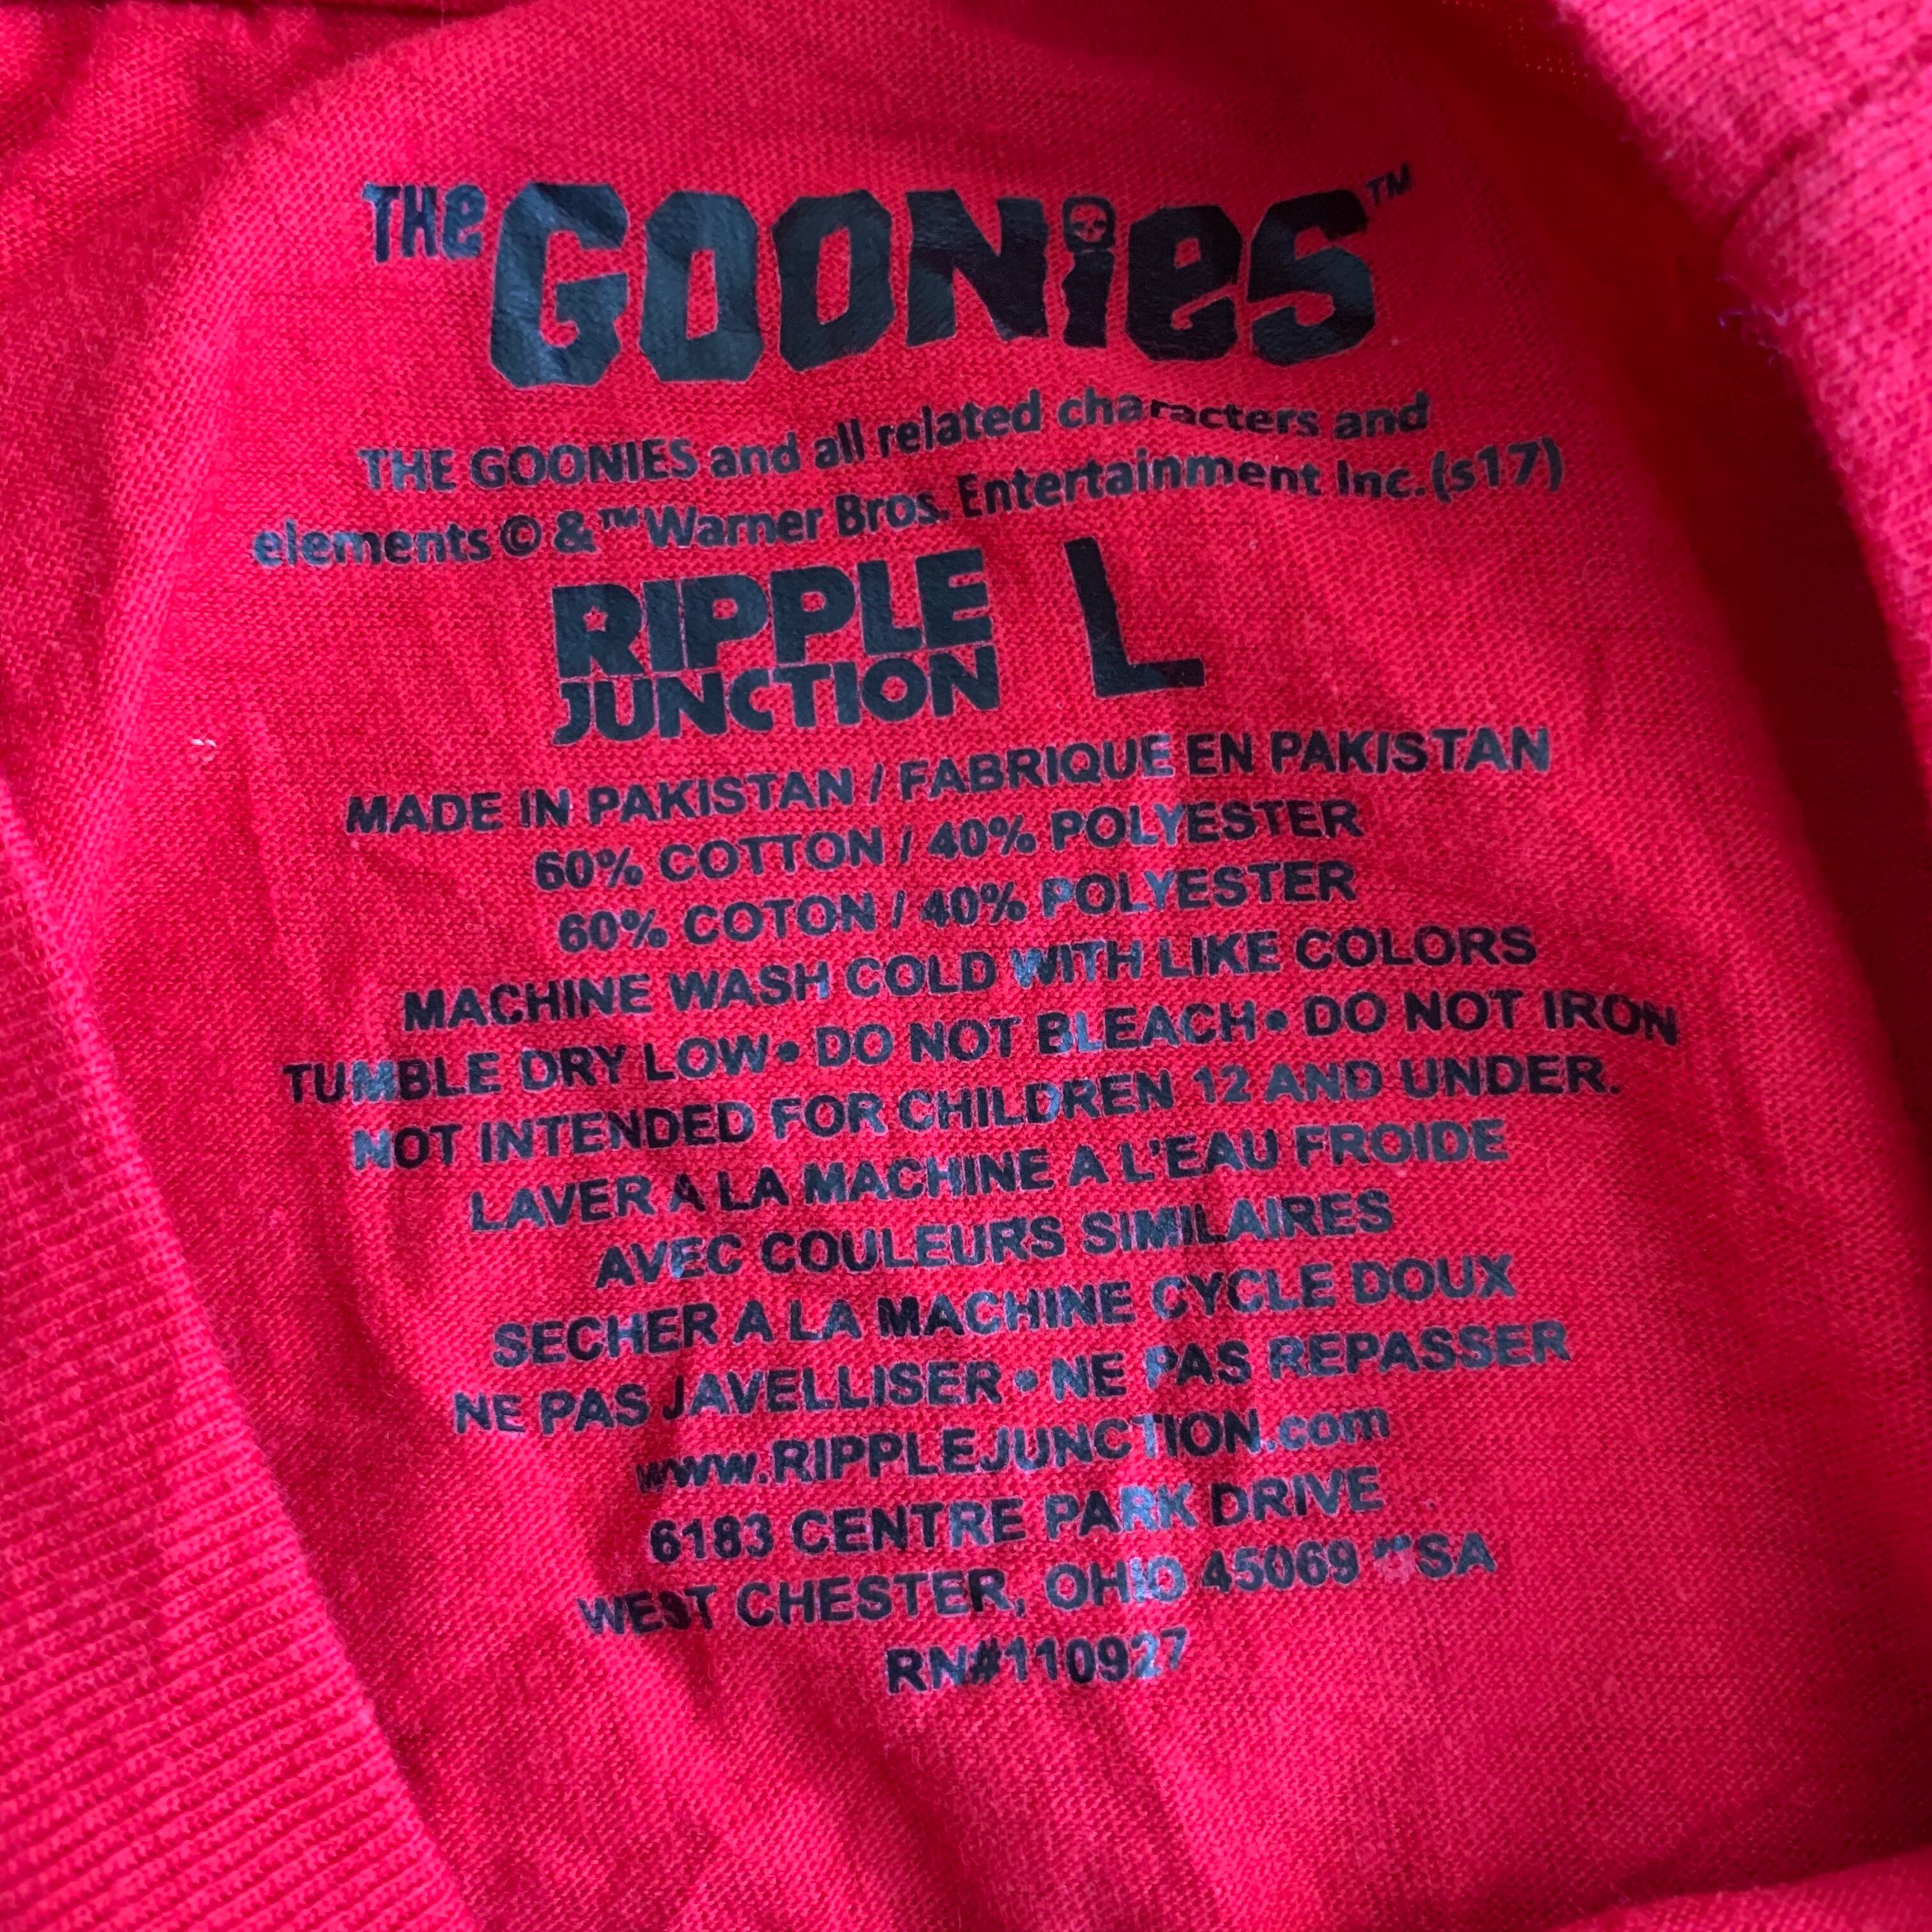 THE GOONIES™
THE GOONIES and all related characters and
elements © & ™ Warner Bros. Entertainment Inc. (s17)
RIPPLE
JUNCTION
L
MADE IN PAKISTAN / FABRIQUE EN PAKISTAN
60% COTTON / 40% POLYESTER
60% COTON / 40% POLYESTER
MACHINE WASH COLD WITH LIKE COLORS
TUMBLE DRY LOW • DO NOT BLEACH • DO NOT IRON
NOT INTENDED FOR CHILDREN 12 AND UNDER.
LAVER A LA MACHINE A L'EAU FROIDE
AVEC COULEURS SIMILAIRES
SECHER A LA MACHINE CYCLE DOUX
NE PAS JAVELLISER • NE PAS REPASSER
www.RIPPLEJUNCTION.com
6183 CENTRE PARK DRIVE
WEST CHESTER, OHIO 45069 USA
RN#110927